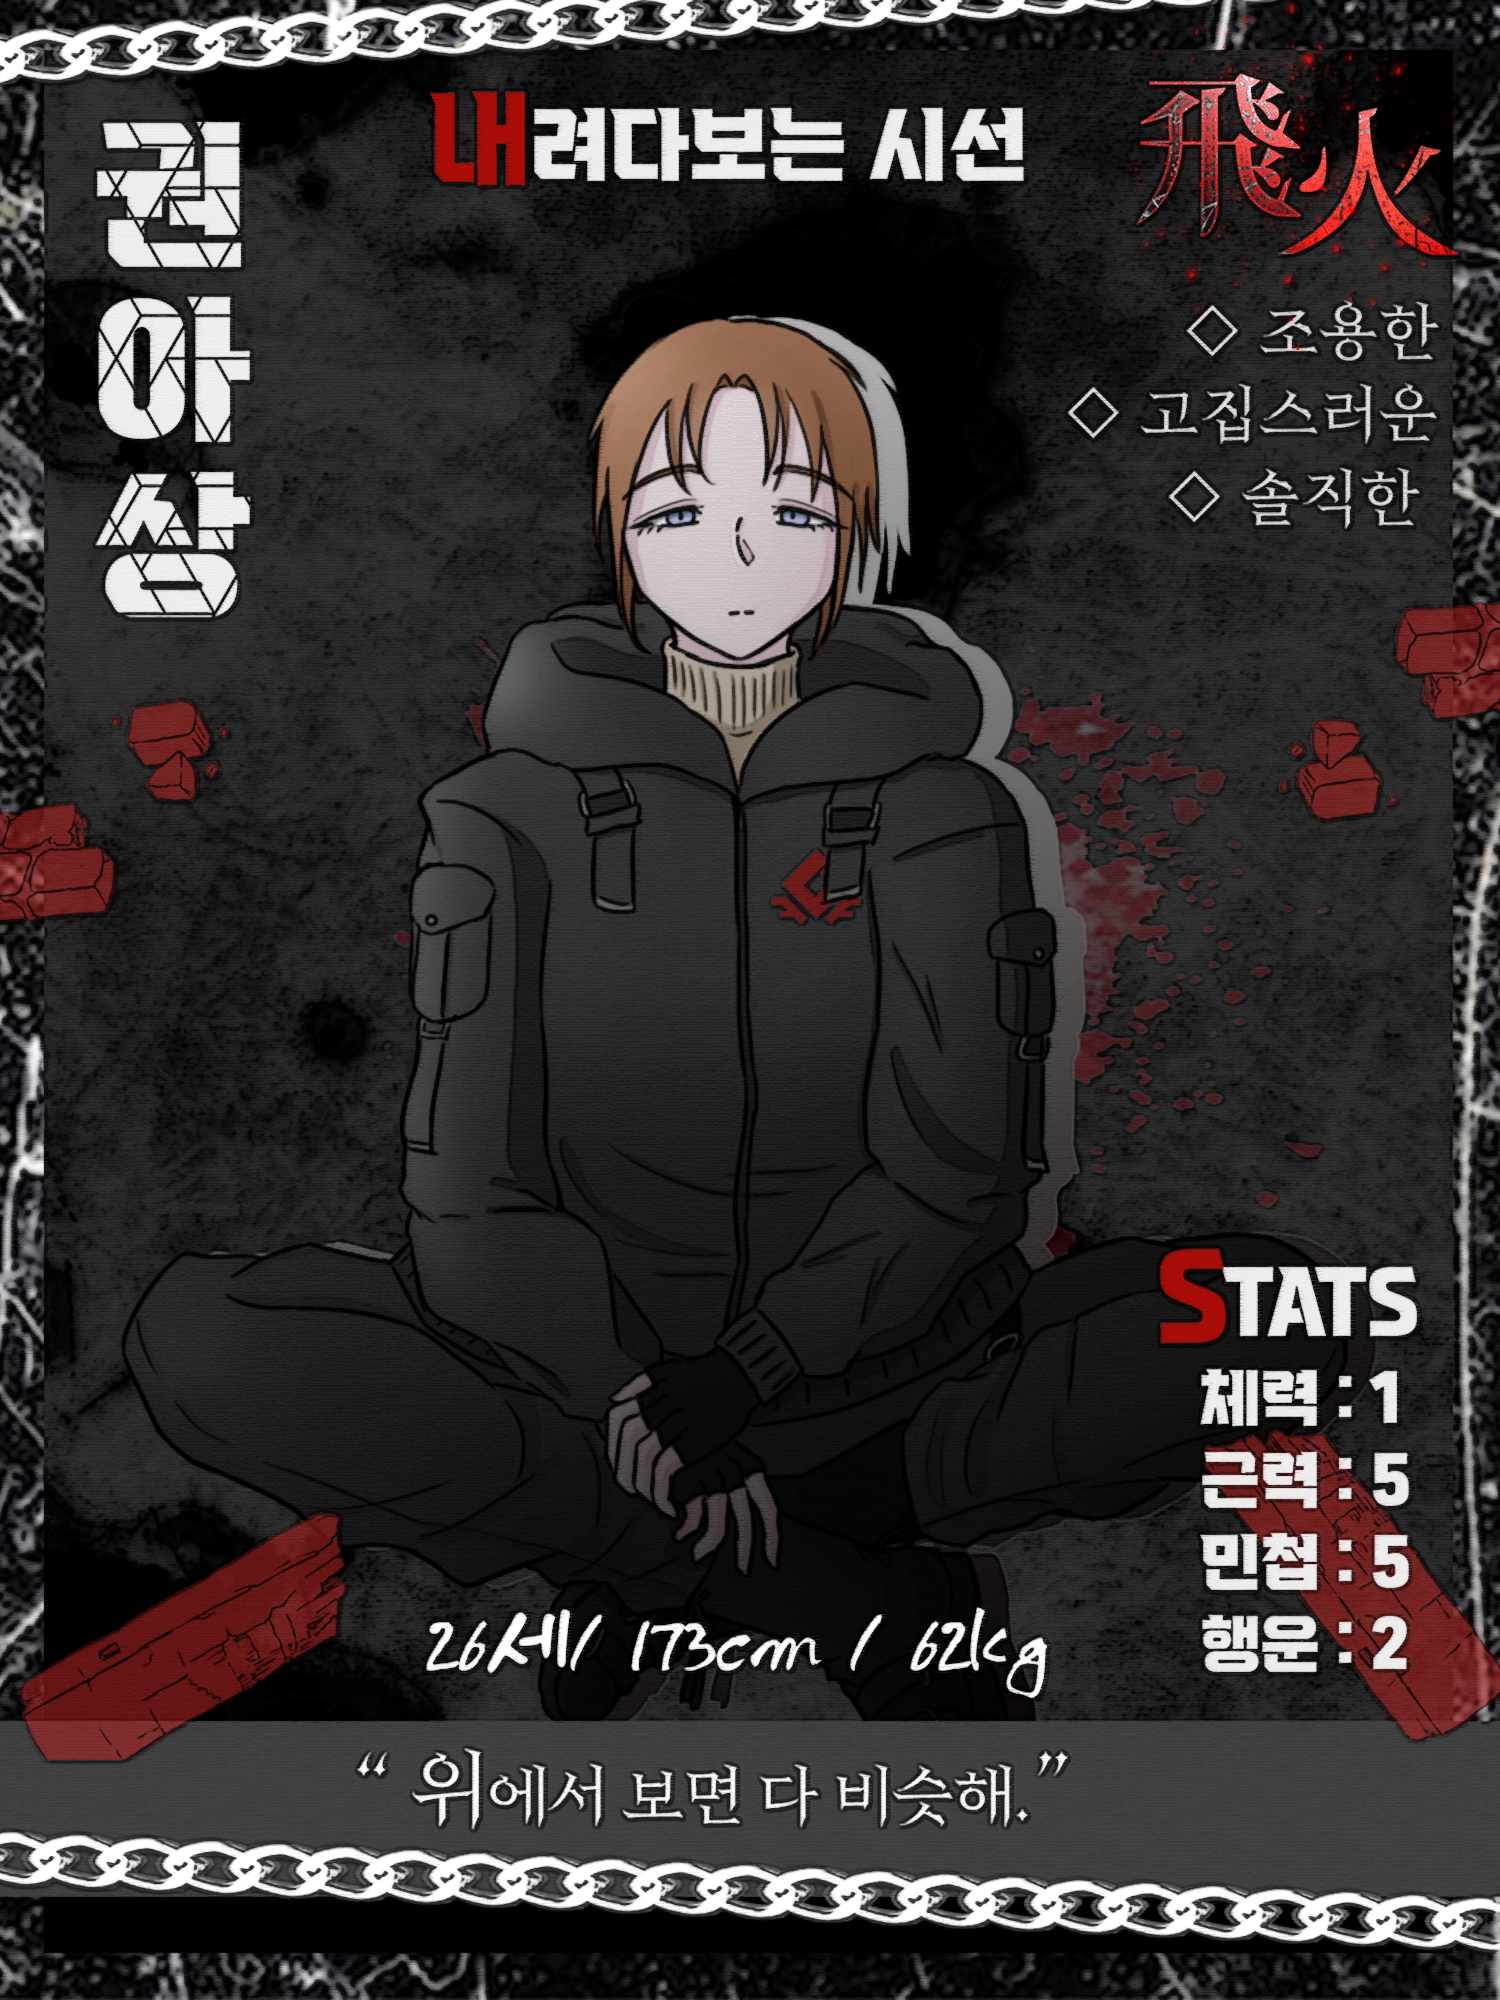 내려다보는 시선
飛火
권아상
◇ 조용한
◇ 고집스러운
◇ 솔직한
STATS
체력 : 1
근력 : 5
민첩 : 5
행운 : 2
26세/ 173cm / 62kg
“ 위에서 보면 다 비슷해.”